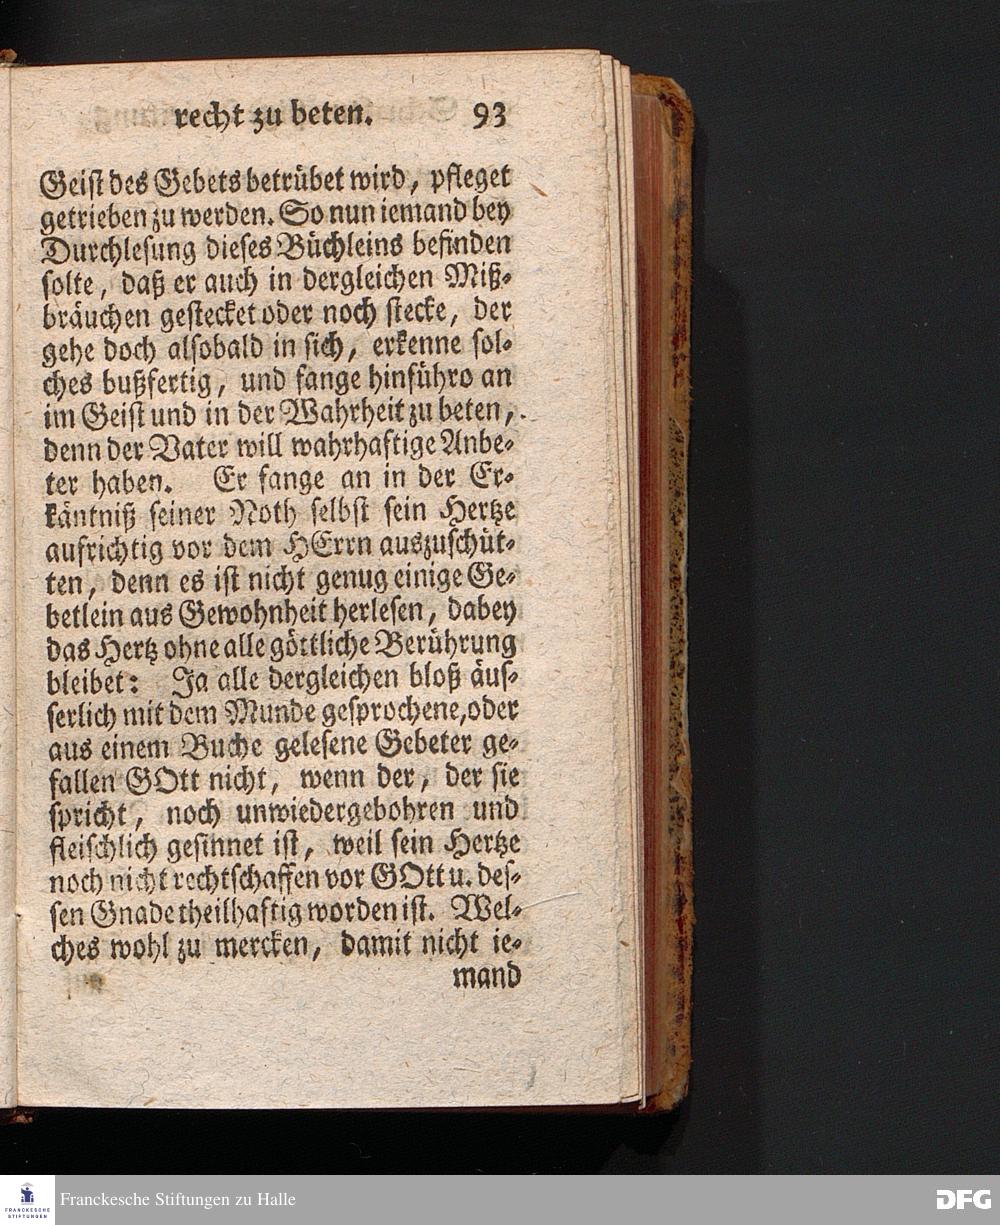 recht zu beten. 93
Geist des Gebets betrübet wird, pfleget
getrieben zu werden. So nun iemand bey
Durchlesung dieses Büchleins befinden
solte, daß er auch in dergleichen Miß-
bräuchen gestecket oder noch stecke, der
gehe doch alsobald in sich, erkenne sol-
ches bußfertig, und fange hinführo an
im Geist und in der Wahrheit zu beten,
denn der Vater will wahrhaftige Anbe-
ter haben. Er fange an in der Er-
käntniß seiner Noth selbst sein Hertze
aufrichtig vor dem HErrn auszuschüt-
ten, denn es ist nicht genug einige Ge-
betlein aus Gewohnheit herlesen, dabey
das Hertz ohne alle göttliche Berührung
bleibet: Ja alle dergleichen bloß äus-
serlich mit dem Munde gesprochene, oder
aus einem Buche gelesene Gebeter ge-
fallen GOtt nicht, wenn der, der sie
spricht, noch unwiedergebohren und
fleischlich gesinnet ist, weil sein Hertze
noch nicht rechtschaffen vor GOtt u. des-
sen Gnade theilhaftig worden ist. Wel-
ches wohl zu mercken, damit nicht ie-
mand
FRANCKESCHE
STIFTUNGEN
Franckesche Stiftungen zu Halle
DFG